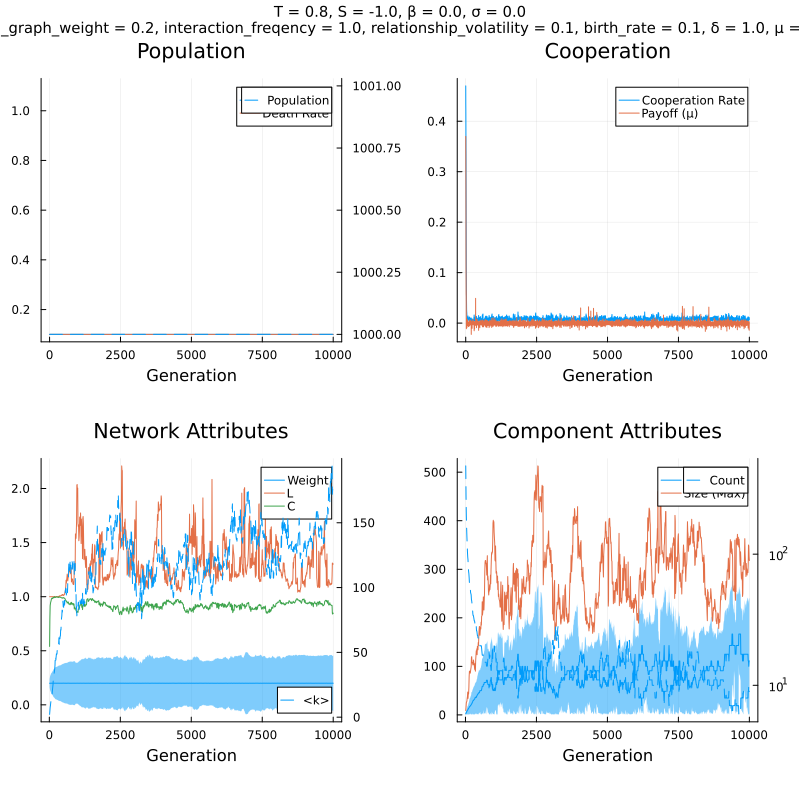 T = 0.8, S = -1.0, β = 0.0, σ = 0.0
_graph_weight = 0.2, interaction_freqency = 1.0, relationship_volatility = 0.1, birth_rate = 0.1, δ = 1.0, μ =
Population Cooperation
1.0
0.8
0.6
0.4
0.2
1001.00
1000.75
1000.50
1000.25
1000.00
Population
Death Rate
0 2500 5000 7500 10000
Generation
0.4
0.3
0.2
0.1
0.0
Cooperation Rate
Payoff (μ)
0 2500 5000 7500 10000
Generation
Network Attributes Component Attributes
2.0
1.5
1.0
0.5
0.0
150
100
50
0
Weight
L
C
<k>
0 2500 5000 7500 10000
Generation
500
400
300
200
100
0
10²
10¹
Count
Size (Max)
0 2500 5000 7500 10000
Generation